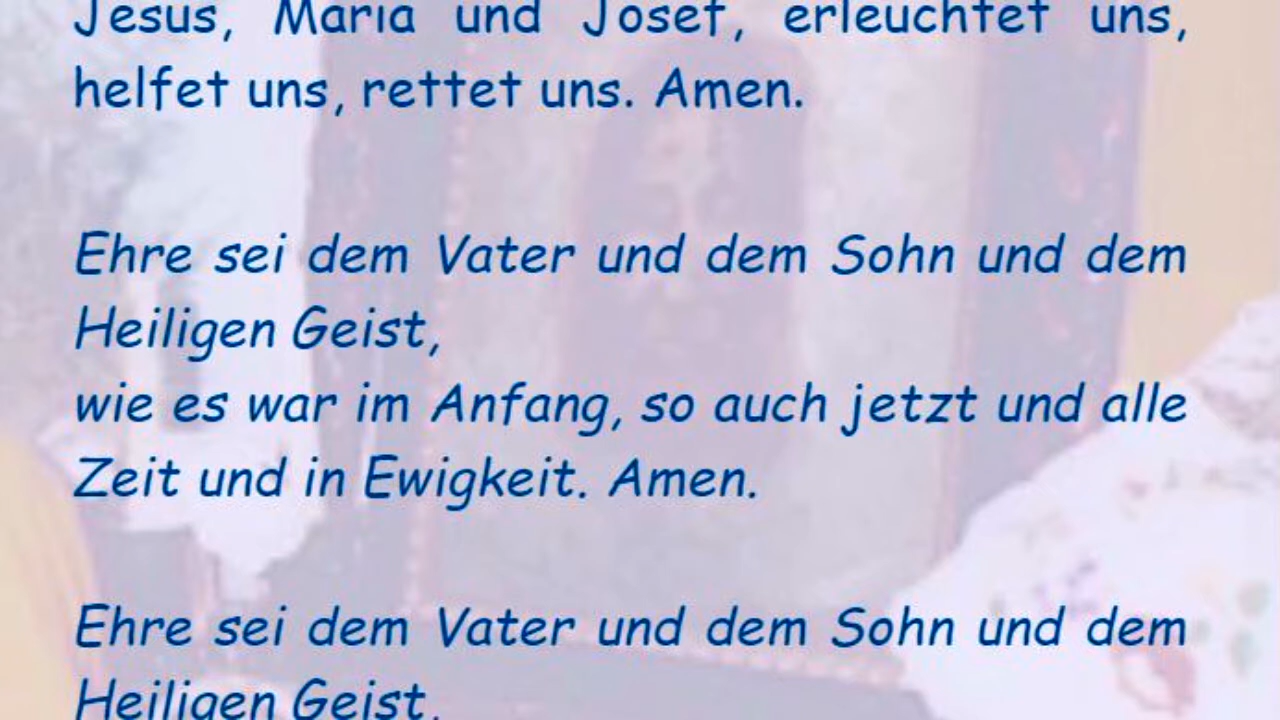 Jesus, Maria und Josef, erleuchtet uns,
helfet uns, rettet uns. Amen.
Ehre sei dem Vater und dem Sohn und dem
Heiligen Geist,
wie es war im Anfang, so auch jetzt und alle
Zeit und in Ewigkeit. Amen.
Ehre sei dem Vater und dem Sohn und dem
Heiligen Geist,